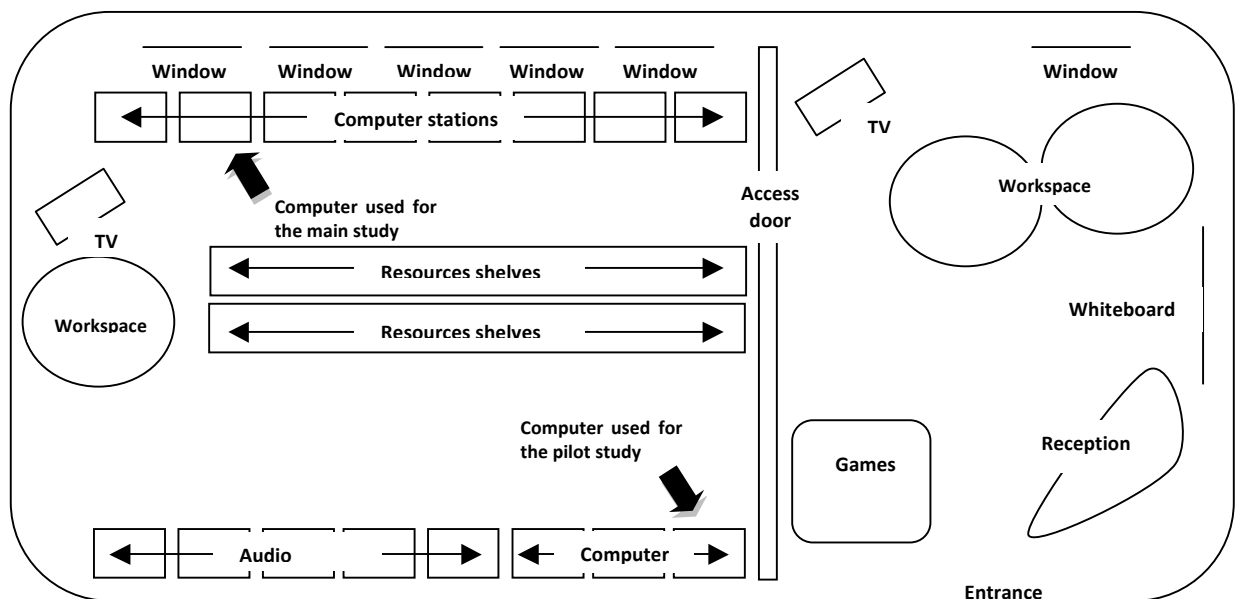 Window
Window
Window
Window
Window
Window
Computer stations
TV
Workspace
Access
door
Computer used for
the main study
TV
Resources shelves
Workspace
Resources shelves
Whiteboard
Computer used for
the pilot study
Games
Reception
Audio
Computer
Entrance